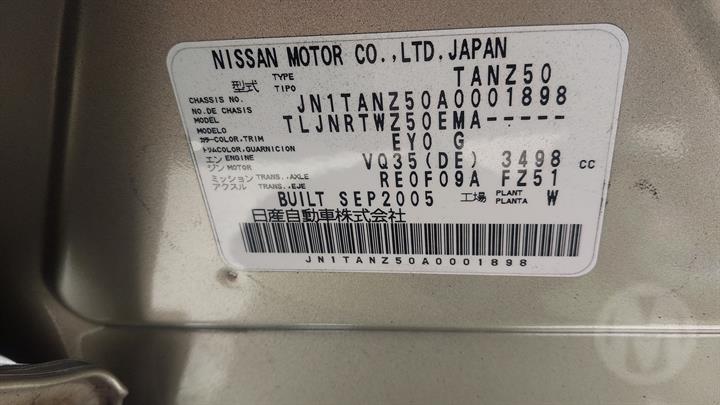 NISSAN MOTOR CO.,LTD.JAPAN
型式 TYPE TIPO TANZ50
CHASSIS NO. NO.DE CHASIS JN1TANZ50A0001898
MODEL MODELO TLJNRTWZ50EMA-----
カラー COLOR,TRIM トリム COLOR,GUARNICION EY0 G
エンジン ENGINE MOTOR VQ35(DE) 3498 cc
ミッション TRANS. アクスル TRANS. AXLE EJE RE0F09A FZ51
BUILT SEP2005 工場 PLANT PLANTA W
日産自動車株式会社
JN1TANZ50A0001898
M